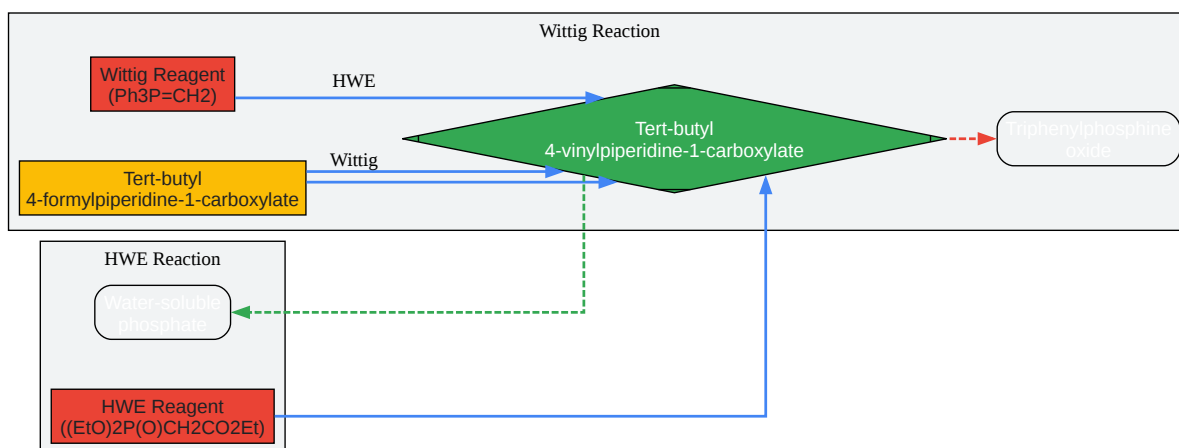 Wittig Reaction
Wittig Reagent
(Ph3P=CH2)
HWE
Tert-butyl
4-vinylpiperidine-1-carboxylate
Triphenylphosphine
oxide
Wittig
Tert-butyl
4-formylpiperidine-1-carboxylate
HWE Reaction
Water-soluble
phosphate
HWE Reagent
((EtO)2P(O)CH2CO2Et)